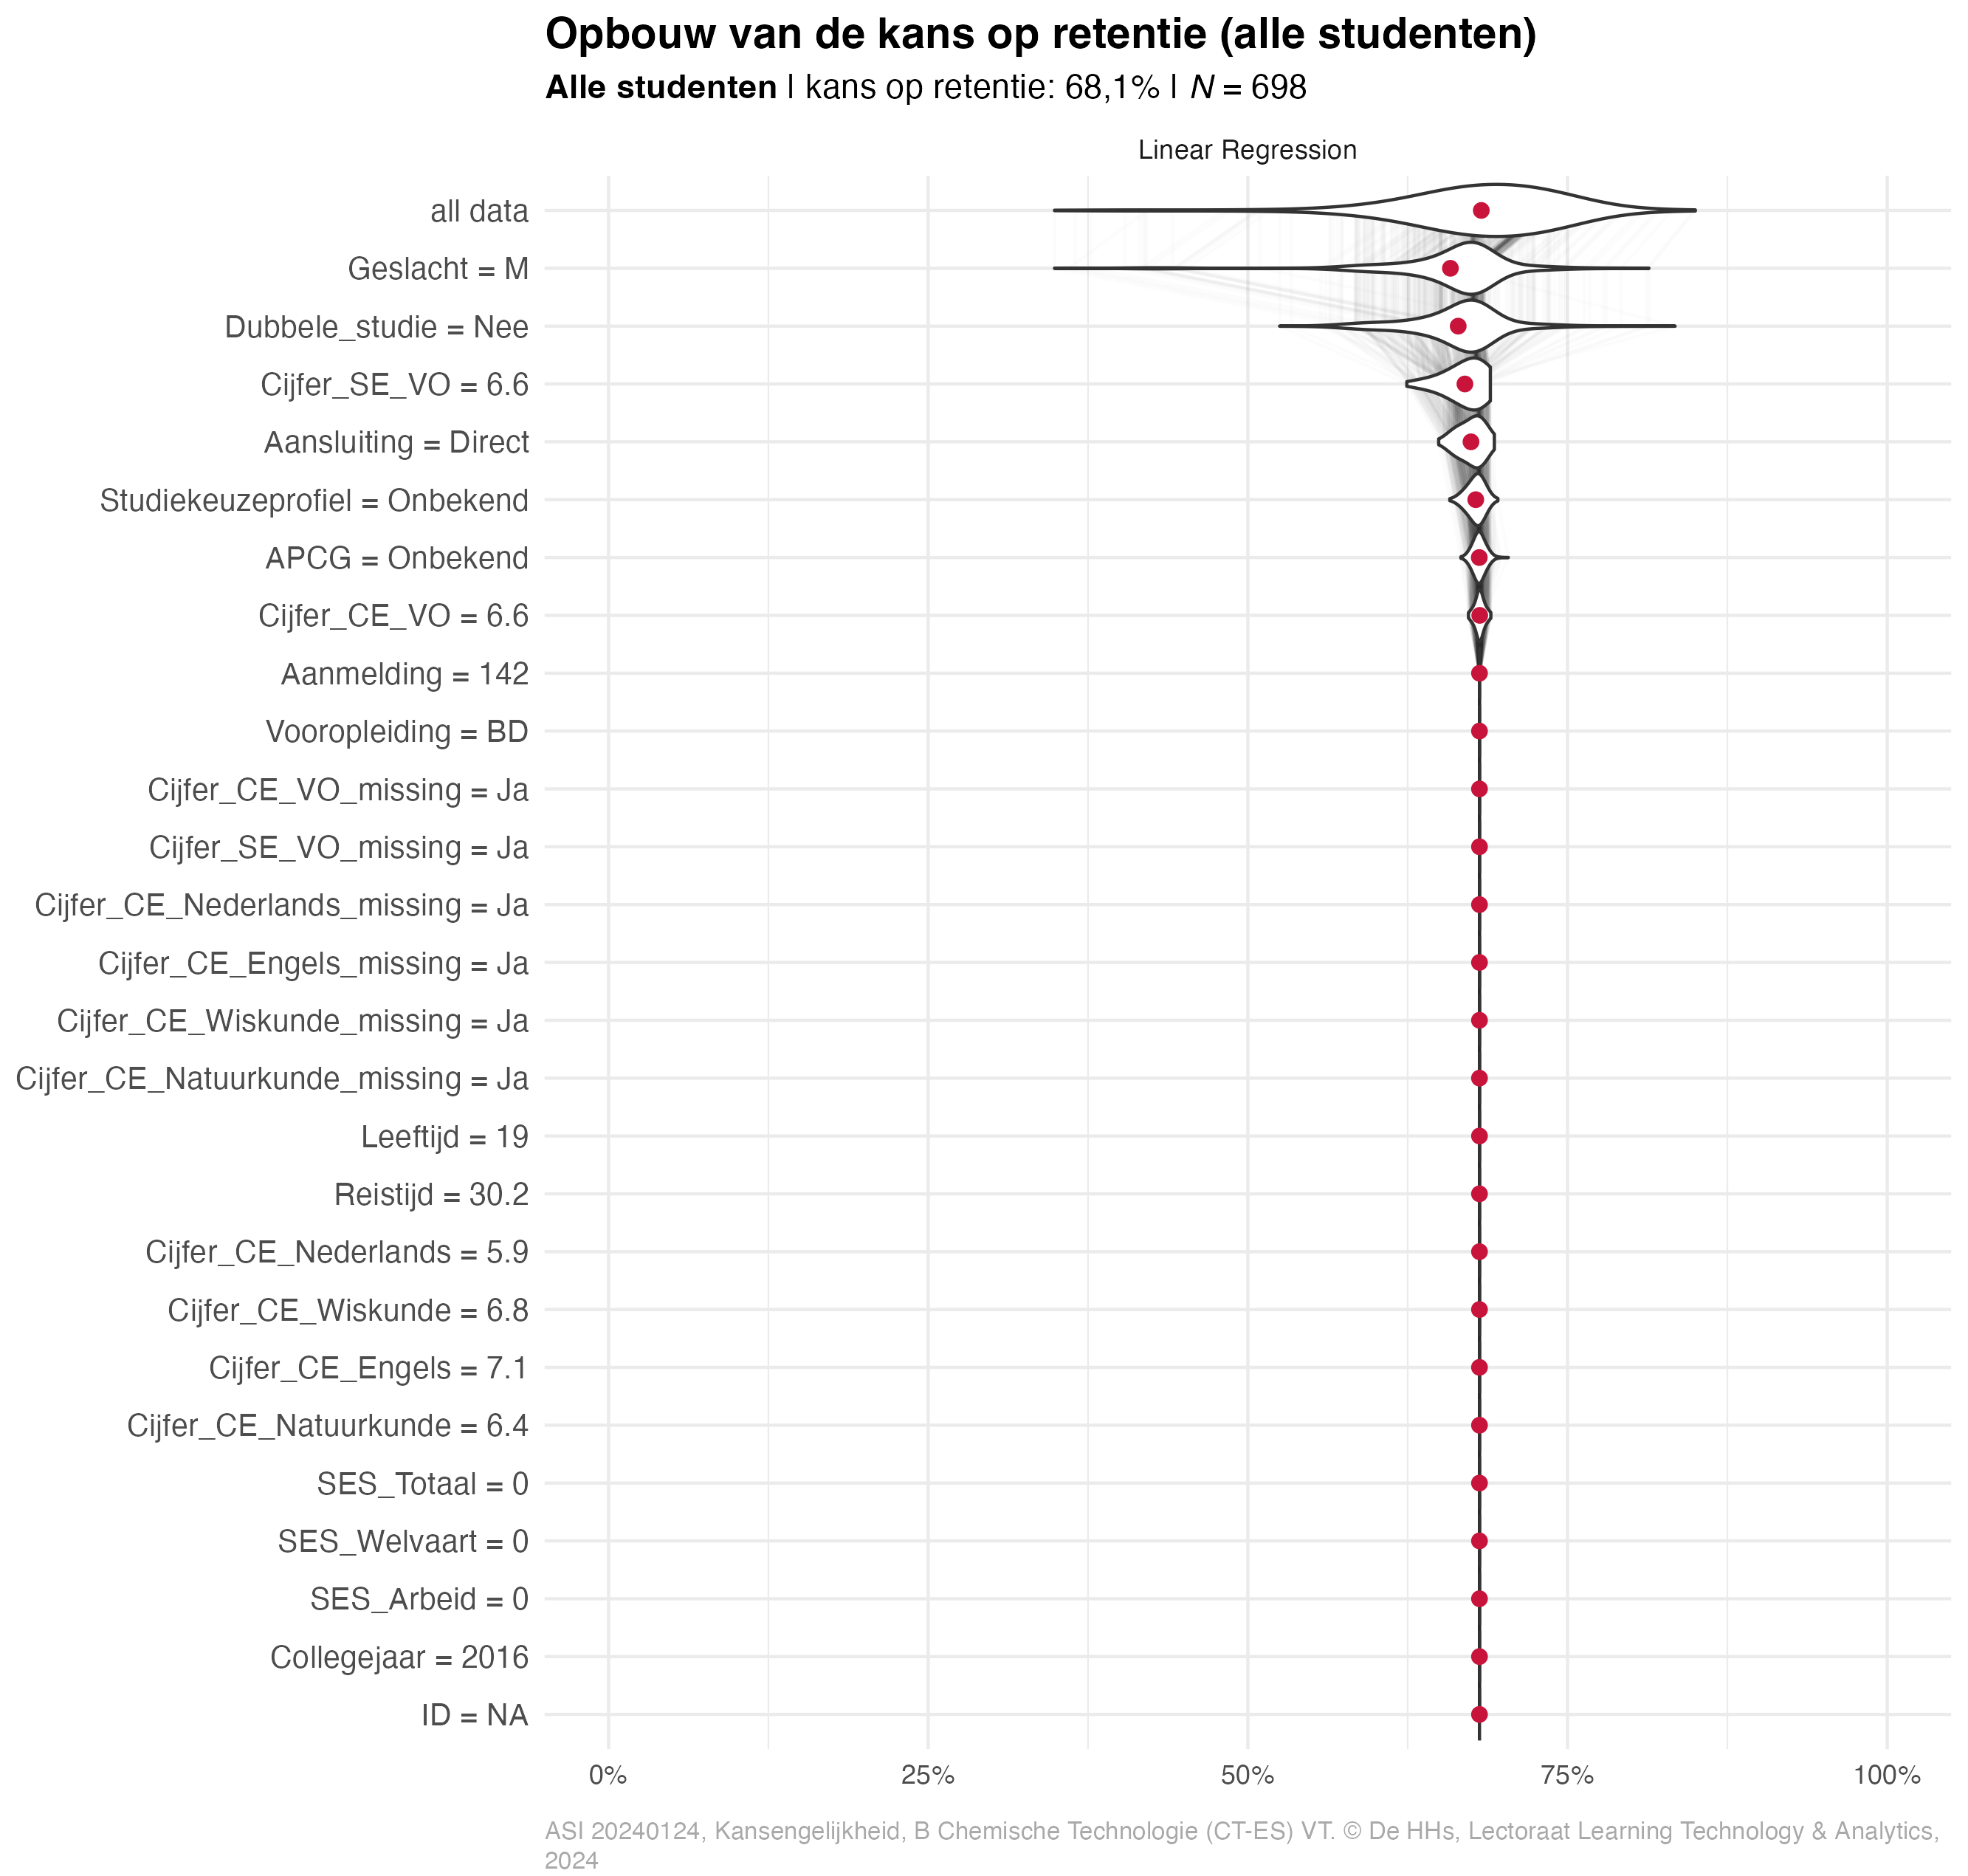 Opbouw van de kans op retentie (alle studenten)
Alle studenten | kans op retentie: 68,1% | N = 698
Linear Regression
all data
Geslacht = M
Dubbele_studie = Nee
Cijfer_SE_VO = 6.6
Aansluiting = Direct
Studiekeuzeprofiel = Onbekend
APCG = Onbekend
Cijfer_CE_VO = 6.6
Aanmelding = 142
Vooropleiding = BD
Cijfer_CE_VO_missing = Ja
Cijfer_SE_VO_missing = Ja
Cijfer_CE_Nederlands_missing = Ja
Cijfer_CE_Engels_missing = Ja
Cijfer_CE_Wiskunde_missing = Ja
Cijfer_CE_Natuurkunde_missing = Ja
Leeftijd = 19
Reistijd = 30.2
Cijfer_CE_Nederlands = 5.9
Cijfer_CE_Wiskunde = 6.8
Cijfer_CE_Engels = 7.1
Cijfer_CE_Natuurkunde = 6.4
SES_Totaal = 0
SES_Welvaart = 0
SES_Arbeid = 0
Collegejaar = 2016
ID = NA
0% 25% 50% 75% 100%
ASI 20240124, Kansengelijkheid, B Chemische Technologie (CT-ES) VT. © De HHs, Lectoraat Learning Technology & Analytics,
2024